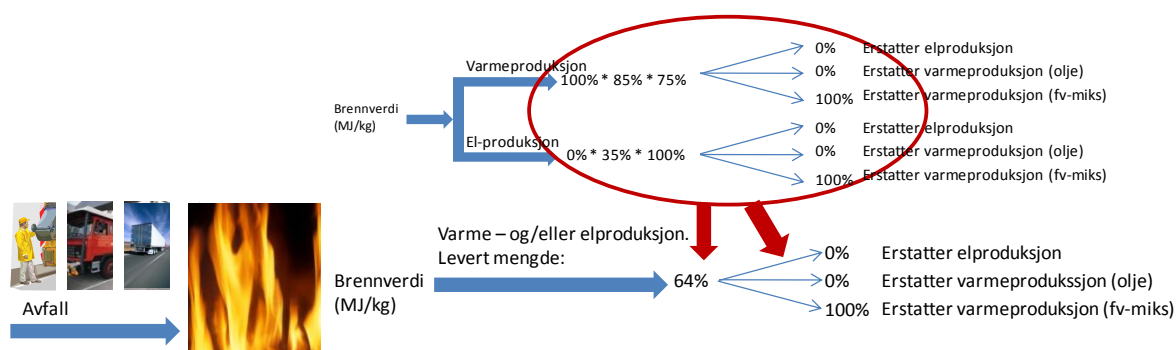 0% Erstatter elproduksjon
Varmeproduksjon
100% * 85% * 75%
0% Erstatter varmeproduksjon (olje)
100% Erstatter varmeproduksjon (fv-miks)
Brennverdi
(MJ/kg)
0% Erstatter elproduksjon
El-produksjon
0% * 35% * 100%
0% Erstatter varmeproduksjon (olje)
100% Erstatter varmeproduksjon (fv-miks)
Varme – og/eller elproduksjon.
Levert mengde:
0% Erstatter elproduksjon
Brennverdi
(MJ/kg)
64%
0% Erstatter varmeprodukssjon (olje)
100% Erstatter varmeproduksjon (fv-miks)
Avfall